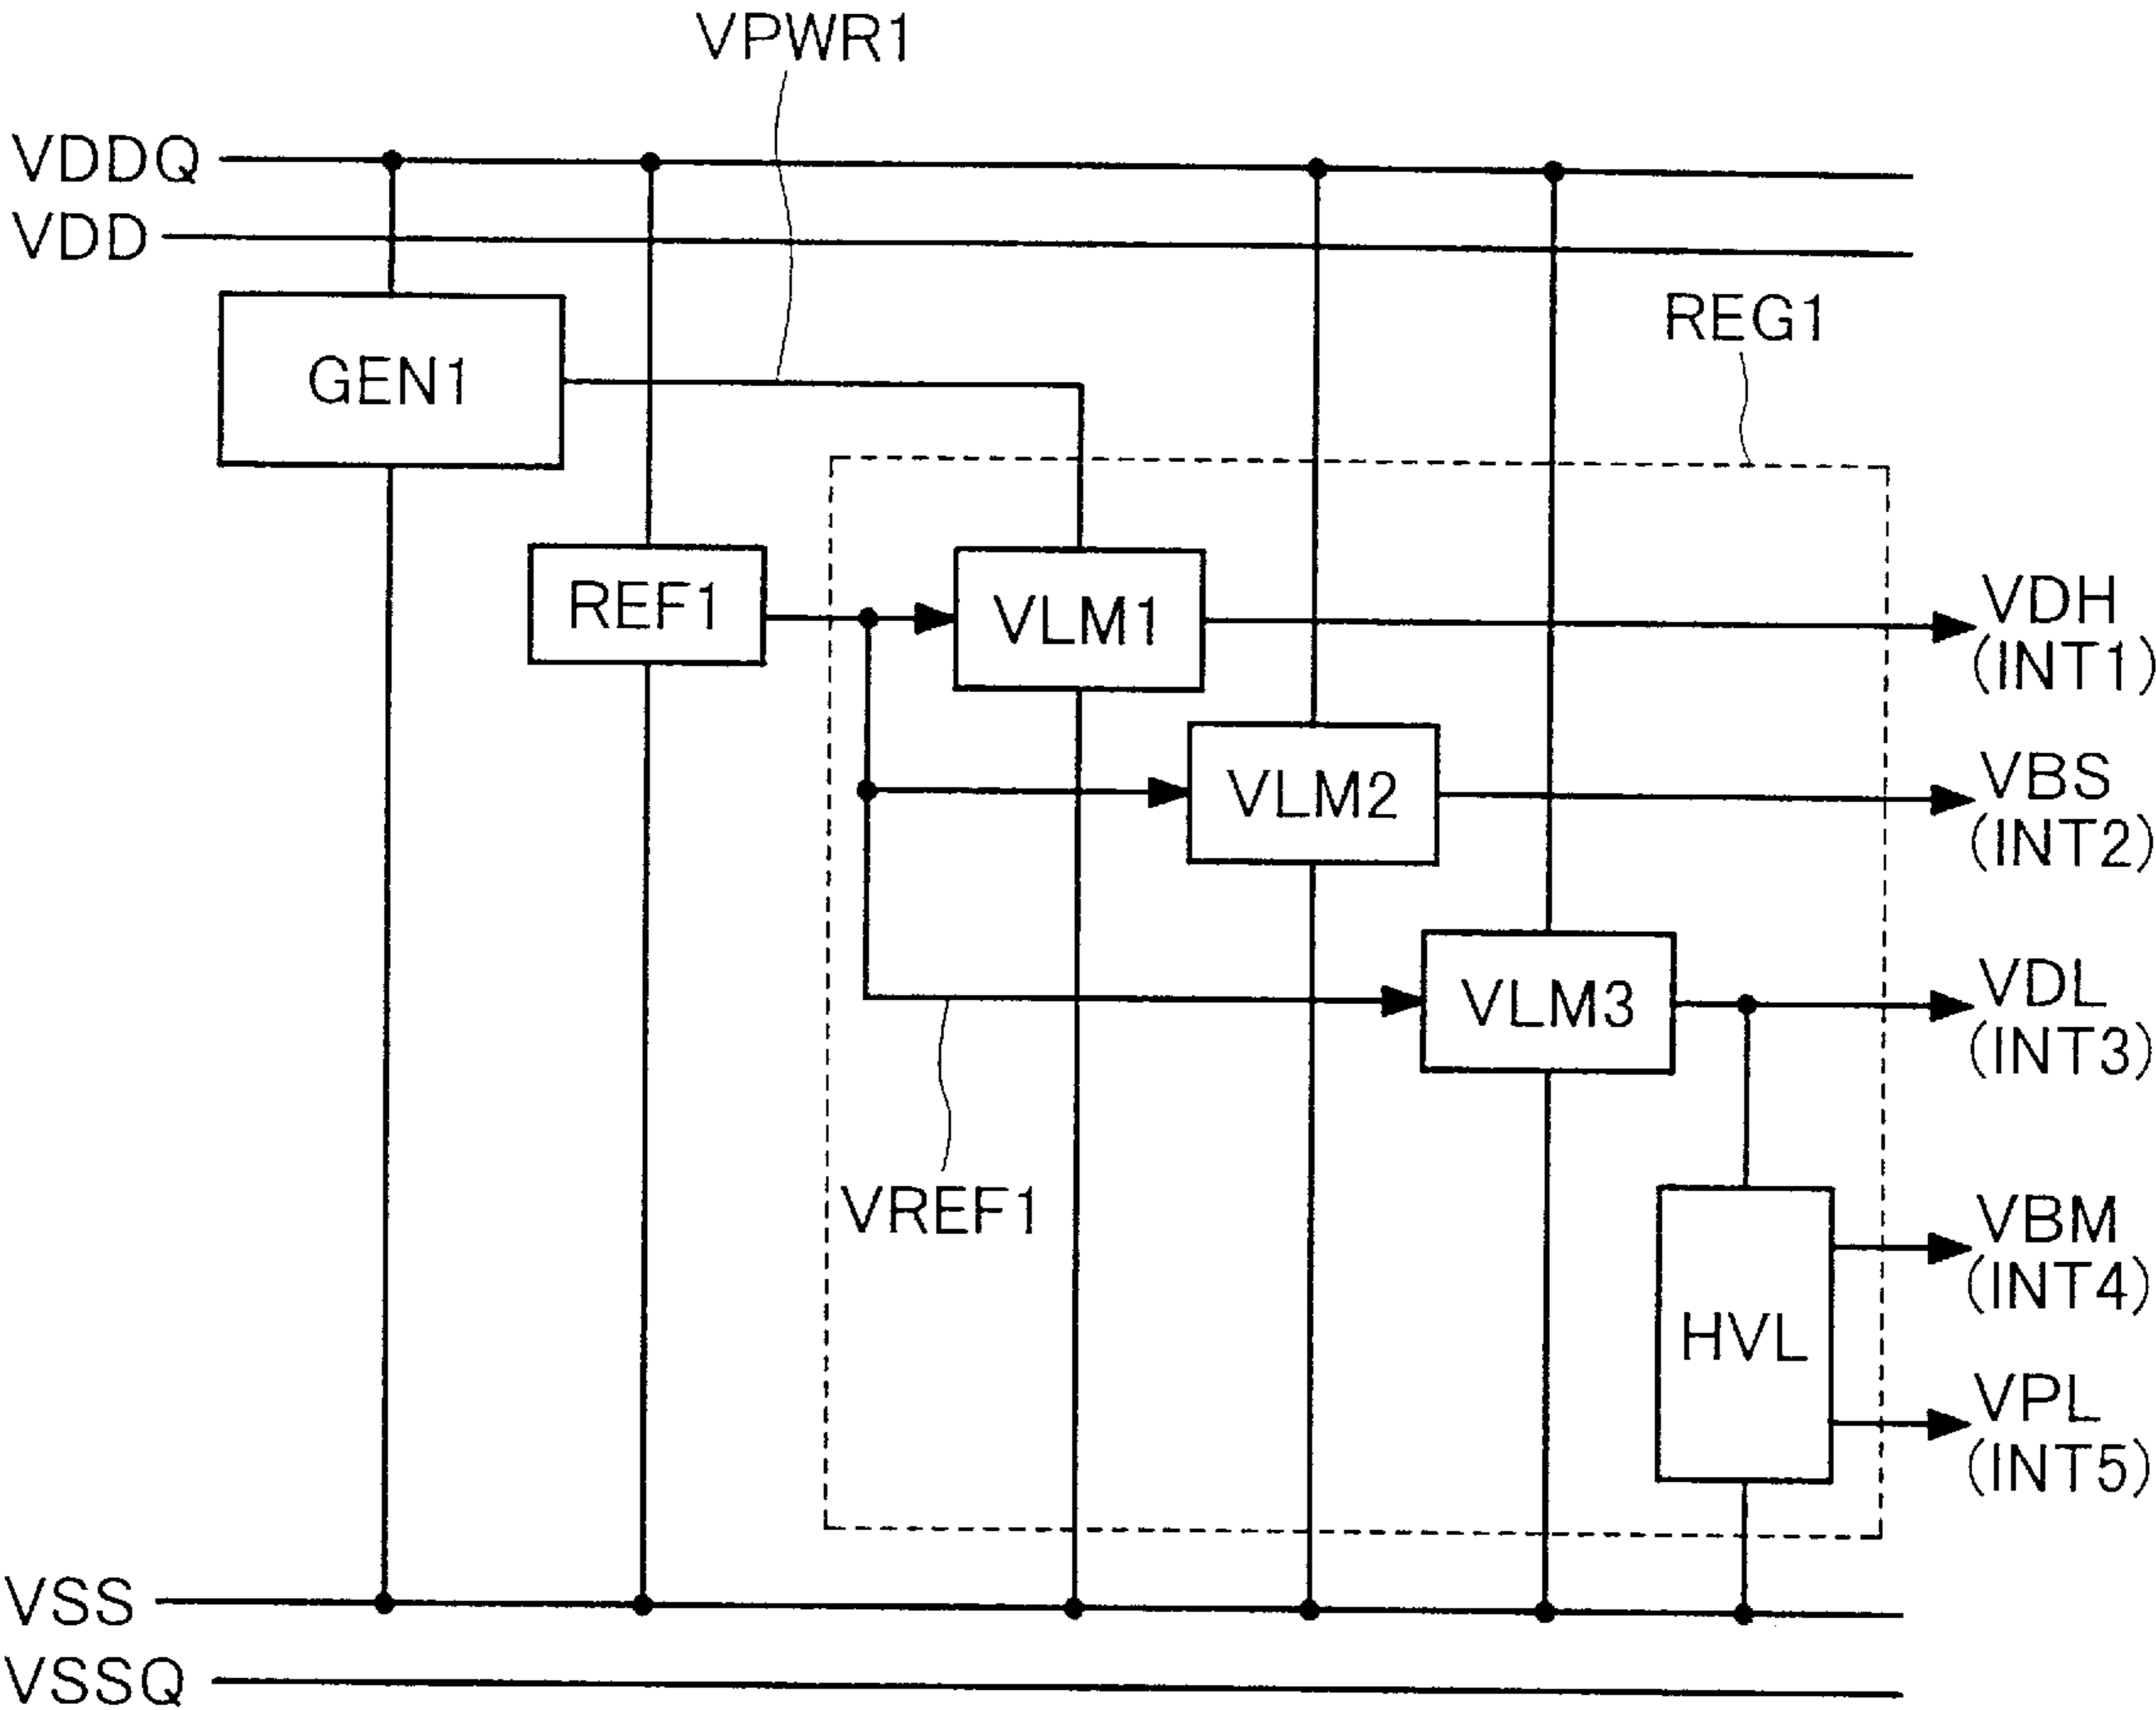 VPWR1
VDDQ
VDD
REG1
GEN1
REF1
VLM1
VDH
(INT1)
VLM2
VBS
(INT2)
VLM3
VDL
(INT3)
VREF1
VBM
(INT4)
HVL
VPL
(INT5)
VSS
VSSQ